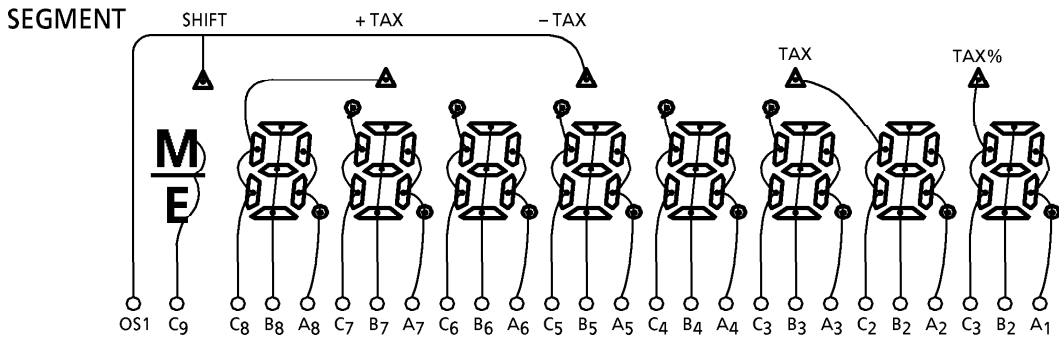 SEGMENT SHIFT + TAX − TAX
TAX TAX%
M
E
OS1 C9 C8 B8 A8 C7 B7 A7 C6 B6 A6 C5 B5 A5 C4 B4 A4 C3 B3 A3 C2 B2 A2 C3 B2 A1